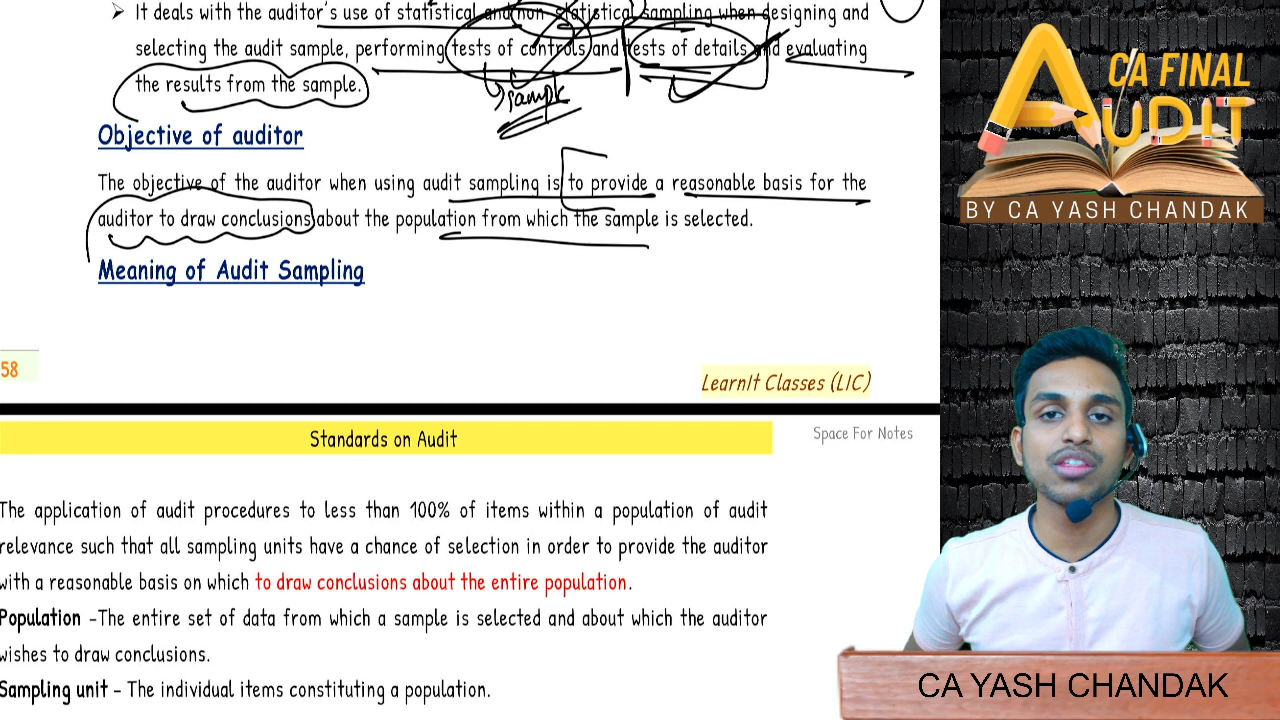 It deals with the auditor's use of statistical and non statistical sampling when designing and
selecting the audit sample, performing tests of controls and tests of details and evaluating
the results from the sample.
sample
Objective of auditor
The objective of the auditor when using audit sampling is to provide a reasonable basis for the
auditor to draw conclusions about the population from which the sample is selected.
Meaning of Audit Sampling
58
LearnIt Classes (LIC)
Standards on Audit
Space For Notes
The application of audit procedures to less than 100% of items within a population of audit
relevance such that all sampling units have a chance of selection in order to provide the auditor
with a reasonable basis on which to draw conclusions about the entire population.
Population –The entire set of data from which a sample is selected and about which the auditor
wishes to draw conclusions.
Sampling unit – The individual items constituting a population.
CA FINAL
AUDIT
BY CA YASH CHANDAK
CA YASH CHANDAK